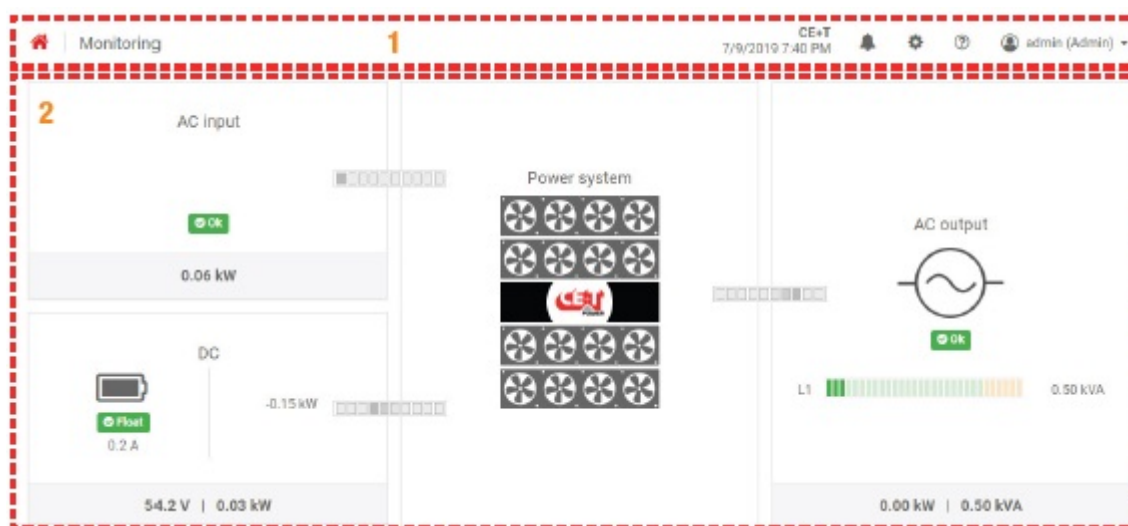 Monitoring
1
CE+T
7/9/2019 7:40 PM
admin (Admin)
2
AC input
Ok
0.06 kW
DC
Float
0.2 A
-0.15 kW
54.2 V | 0.03 kW
Power system
CE+T
POWER
AC output
Ok
L1
0.50 kVA
0.00 kW | 0.50 kVA